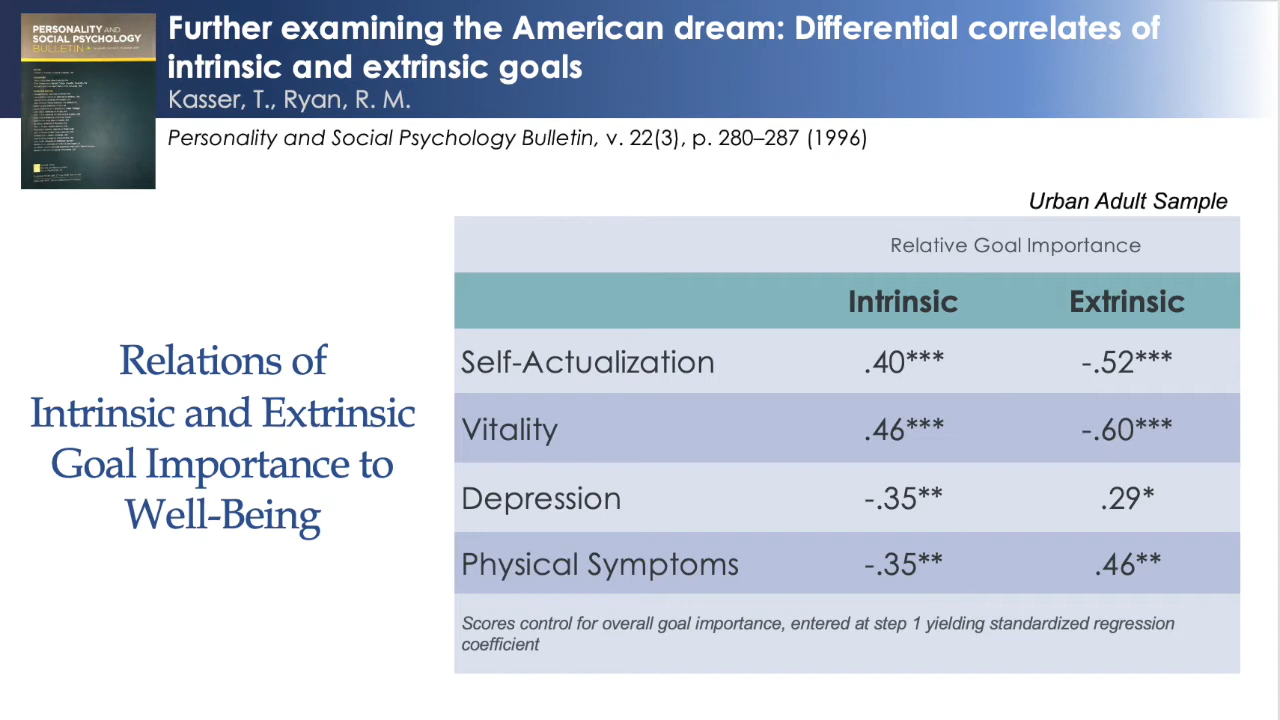 PERSONALITY AND
SOCIAL PSYCHOLOGY
BULLETIN
Further examining the American dream: Differential correlates of
intrinsic and extrinsic goals
Kasser, T., Ryan, R. M.
Personality and Social Psychology Bulletin, v. 22(3), p. 280–287 (1996)
Relations of
Intrinsic and Extrinsic
Goal Importance to
Well-Being
Urban Adult Sample
Relative Goal Importance
Intrinsic Extrinsic
Self-Actualization .40*** -.52***
Vitality .46*** -.60***
Depression -.35** .29*
Physical Symptoms -.35** .46**
Scores control for overall goal importance, entered at step 1 yielding standardized regression
coefficient